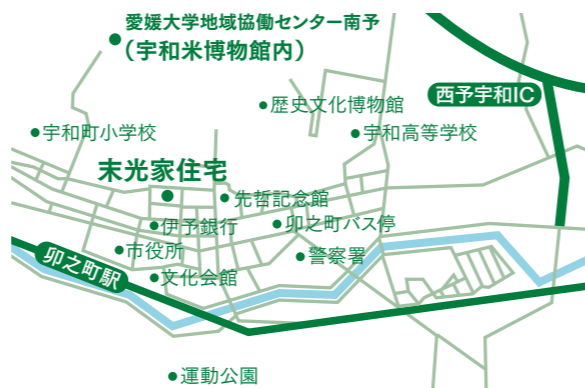 愛媛大学地域協働センター南予
（宇和米博物館内）
西予宇和IC
歴史文化博物館
宇和町小学校
宇和高等学校
末光家住宅
先哲記念館
伊予銀行
卯之町バス停
市役所
警察署
卯之町駅
文化会館
運動公園